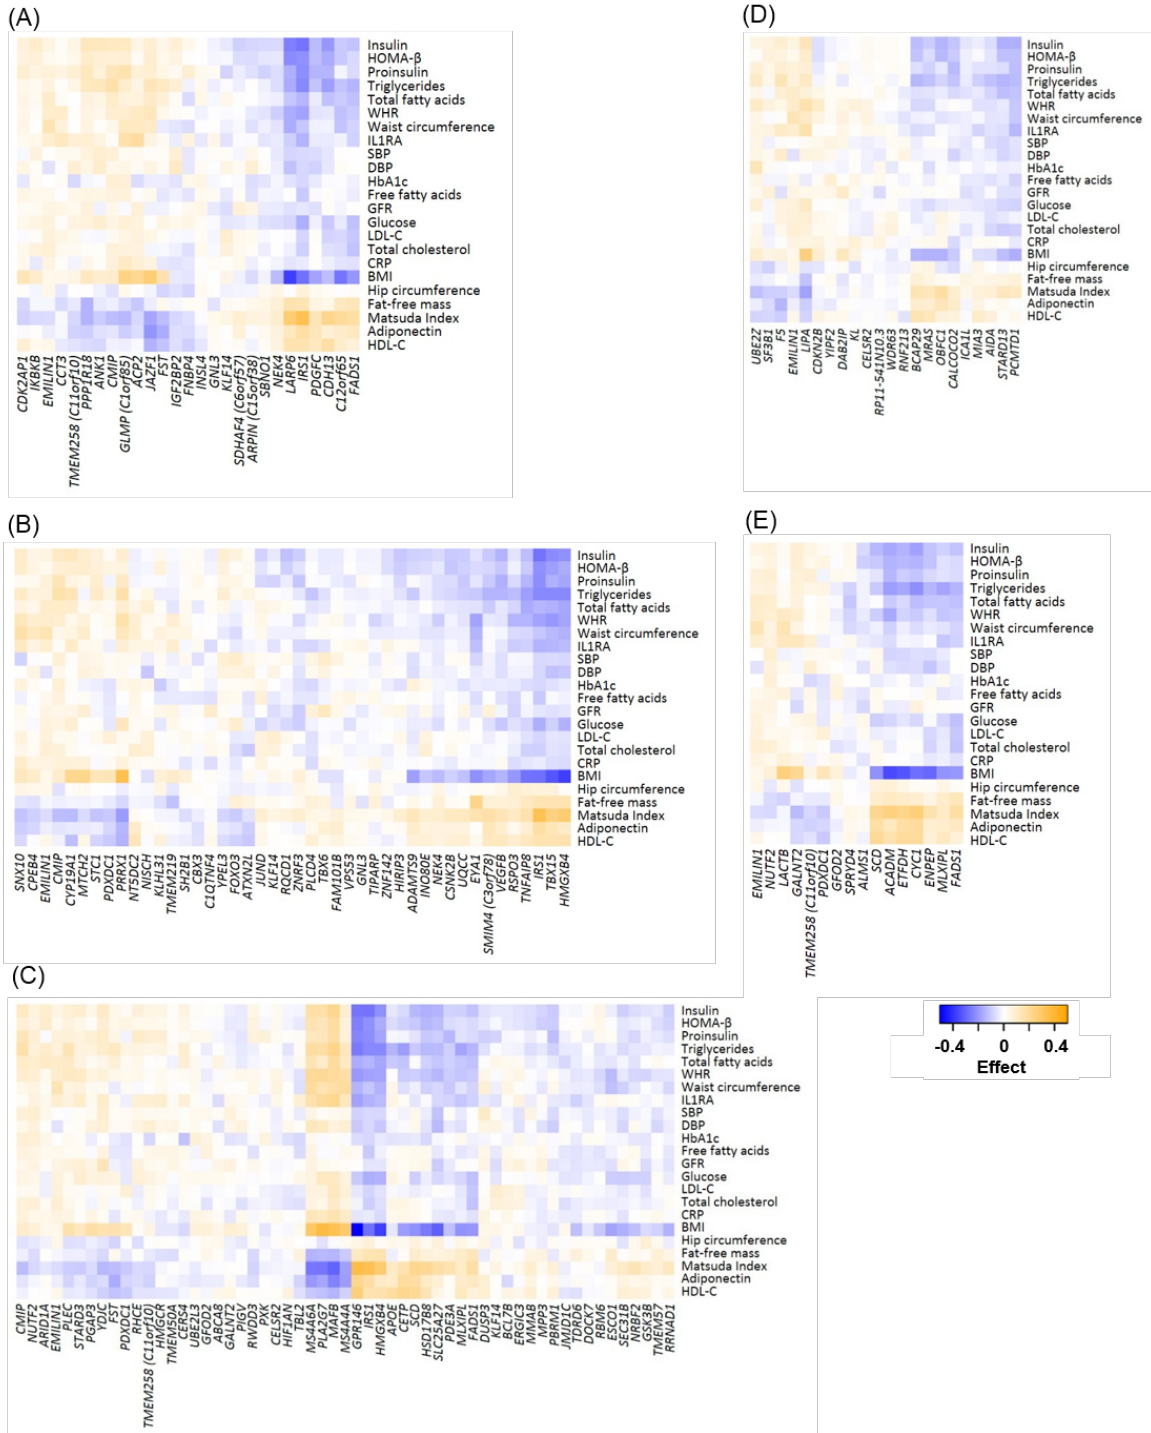 (A)
Insulin
HOMA-β
Proinsulin
Triglycerides
Total fatty acids
WHR
Waist circumference
IL1RA
SBP
DBP
HbA1c
Free fatty acids
GFR
Glucose
LDL-C
Total cholesterol
CRP
BMI
Hip circumference
Fat-free mass
Matsuda Index
Adiponectin
HDL-C
CDK2AP1
IKBKB
EMILIN1
CCT3
TMEM258 (C11orf10)
PPP1R18
ANK1
CMIP
GLMP (C1orf85)
ACP2
JAZF1
FST
IGF2BP2
FNBP4
INSL4
GNL3
KLF14
SDHAF4 (C6orf57)
ARPIN (C15orf38)
SBNO1
NEK4
LARP6
IRS1
PDGFC
CDH13
C12orf65
FADS1
(B)
Insulin
HOMA-β
Proinsulin
Triglycerides
Total fatty acids
WHR
Waist circumference
IL1RA
SBP
DBP
HbA1c
Free fatty acids
GFR
Glucose
LDL-C
Total cholesterol
CRP
BMI
Hip circumference
Fat-free mass
Matsuda Index
Adiponectin
HDL-C
SNX10
CPEB4
EMILIN1
CMIP
CYP19A1
MTCH2
STC1
PDXDC1
PRRX1
NT5DC2
NISCH
KLHL31
TMEM219
SH2B1
CBX3
C1QTNF4
YPEL3
FOXO3
ATXN2L
JUND
KLF14
RQCD1
ZNRF3
PLCD4
TBX6
FAM101B
VPS53
GNL3
TIPARP
ZNF142
HIRIP3
ADAMTS9
INO80E
NEK4
CSNK2B
UQCC
EYA1
SMIM4 (C3orf78)
VEGFB
RSPO3
TNFAIP8
IRS1
TBX15
HMGXB4
(C)
Insulin
HOMA-β
Proinsulin
Triglycerides
Total fatty acids
WHR
Waist circumference
IL1RA
SBP
DBP
HbA1c
Free fatty acids
GFR
Glucose
LDL-C
Total cholesterol
CRP
BMI
Hip circumference
Fat-free mass
Matsuda Index
Adiponectin
HDL-C
CMIP
NUTF2
ARID1A
EMILIN1
PLEC
STARD3
PGAP3
YDJC
FST
PDXDC1
RHCE
TMEM258 (C11orf10)
HMGCR
TMEM50A
CERS4
UBE2L3
GFOD2
ABCA8
GALNT2
PIGV
RWDD3
PXK
CELSR2
HIF1AN
TBL2
MS4A6A
PLA2G7
MAFB
MS4A4A
GPR146
IRS1
HMGXB4
APOE
CETP
SCD
HSD17B8
SLC25A27
PDE3A
MLXIPL
FADS1
DUSP3
KLF14
BCL7B
ERGIC3
MMAB
MPP3
PBRM1
JMJD1C
TDRD6
DOCK7
RBM6
ESCO1
SEC31B
NRBF2
GSK3B
TMEM57
RRNAD1
(D)
Insulin
HOMA-β
Proinsulin
Triglycerides
Total fatty acids
WHR
Waist circumference
IL1RA
SBP
DBP
HbA1c
Free fatty acids
GFR
Glucose
LDL-C
Total cholesterol
CRP
BMI
Hip circumference
Fat-free mass
Matsuda Index
Adiponectin
HDL-C
UBE2Z
SF3B1
F5
EMILIN1
LIPA
CDKN2B
YIPF2
DAB2IP
KL
CELSR2
RP11-541N10.3
WDR63
RNF213
BCAP29
MRAS
OBFC1
CALCOCO2
ICA1L
MIA3
AIDA
STARD13
PCMTD1
(E)
Insulin
HOMA-β
Proinsulin
Triglycerides
Total fatty acids
WHR
Waist circumference
IL1RA
SBP
DBP
HbA1c
Free fatty acids
GFR
Glucose
LDL-C
Total cholesterol
CRP
BMI
Hip circumference
Fat-free mass
Matsuda Index
Adiponectin
HDL-C
EMILIN1
NUTF2
LACTB
GALNT2
TMEM258 (C11orf10)
PDXDC1
GFOD2
SPRYD4
ALMS1
SCD
ACADM
ETFDH
CYC1
ENPEP
MLXIPL
FADS1
-0.4 0 0.4
Effect